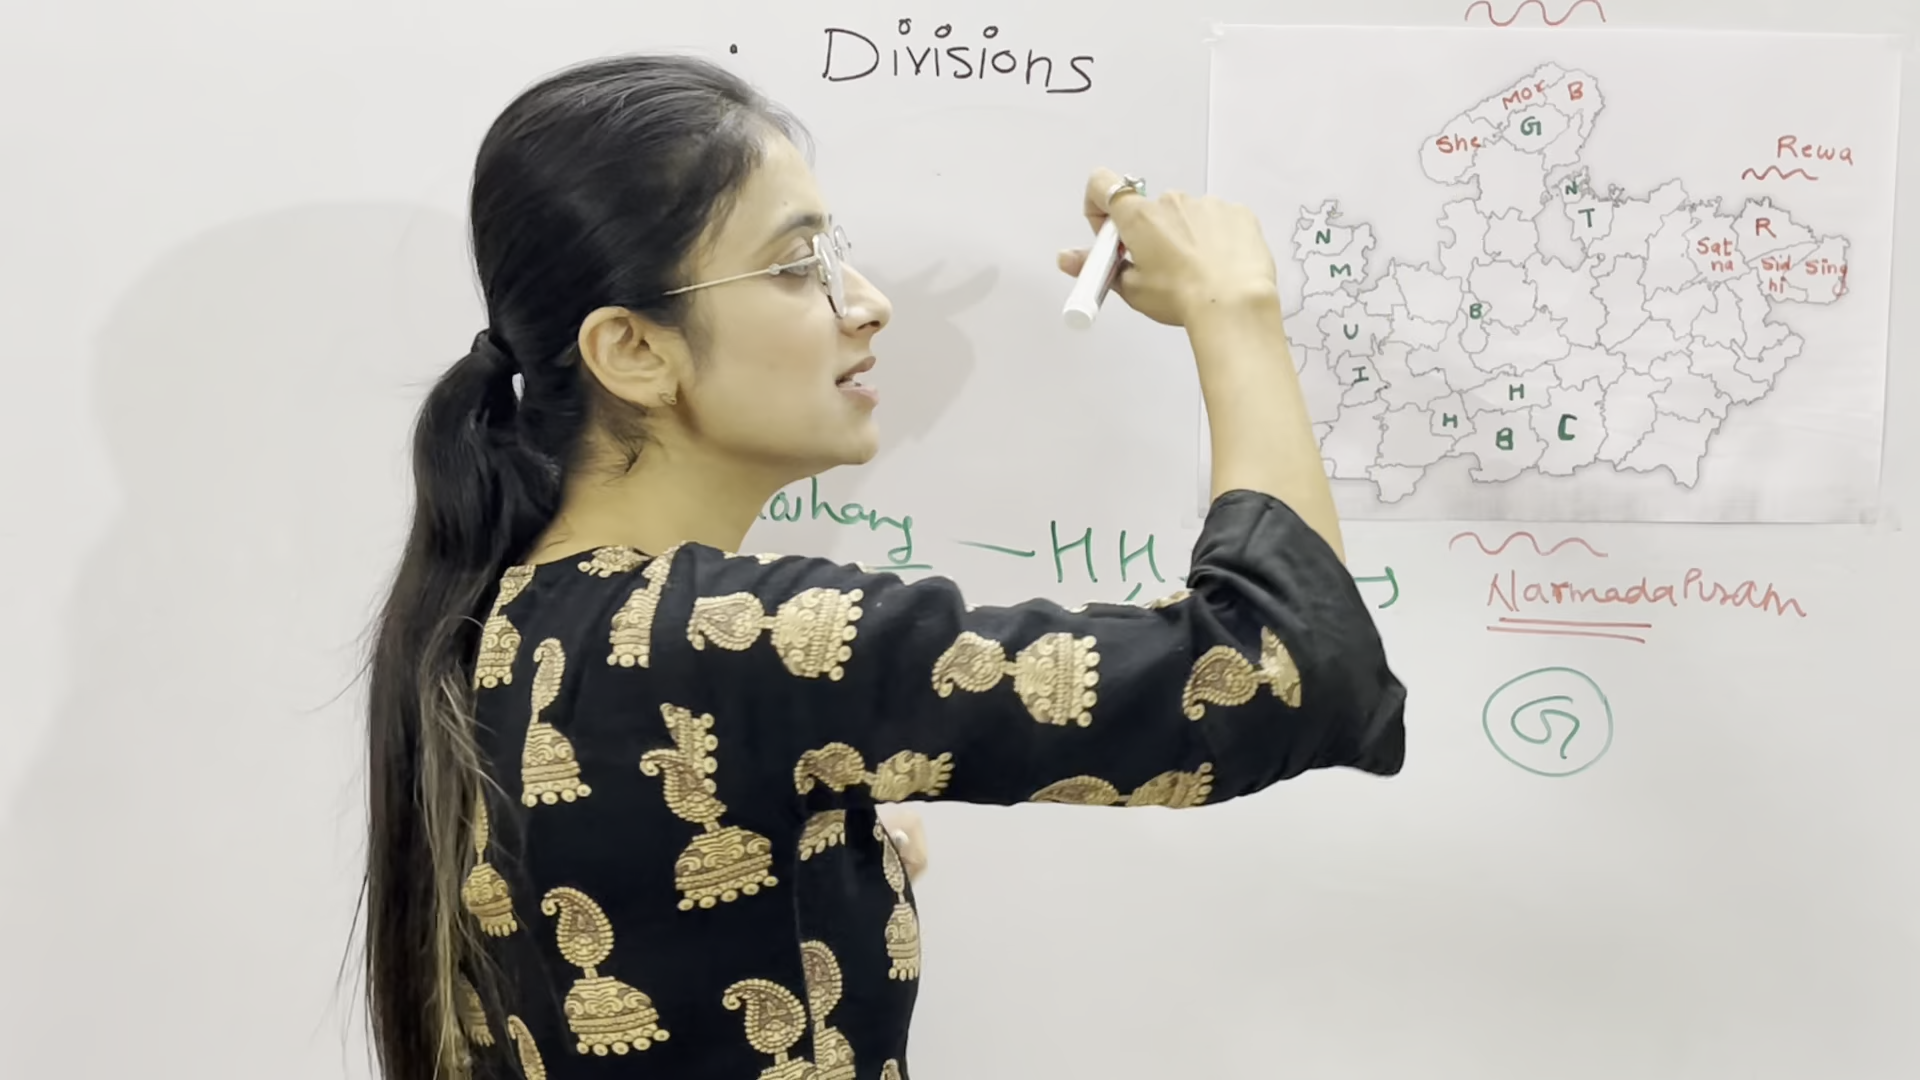 Divisions
Mor B
She G
N
T
Rewa
N
M
R
Sat
na
Sid
hi
Sing
U
B
I
H
H
B
C
HH
Narmadapuram
G